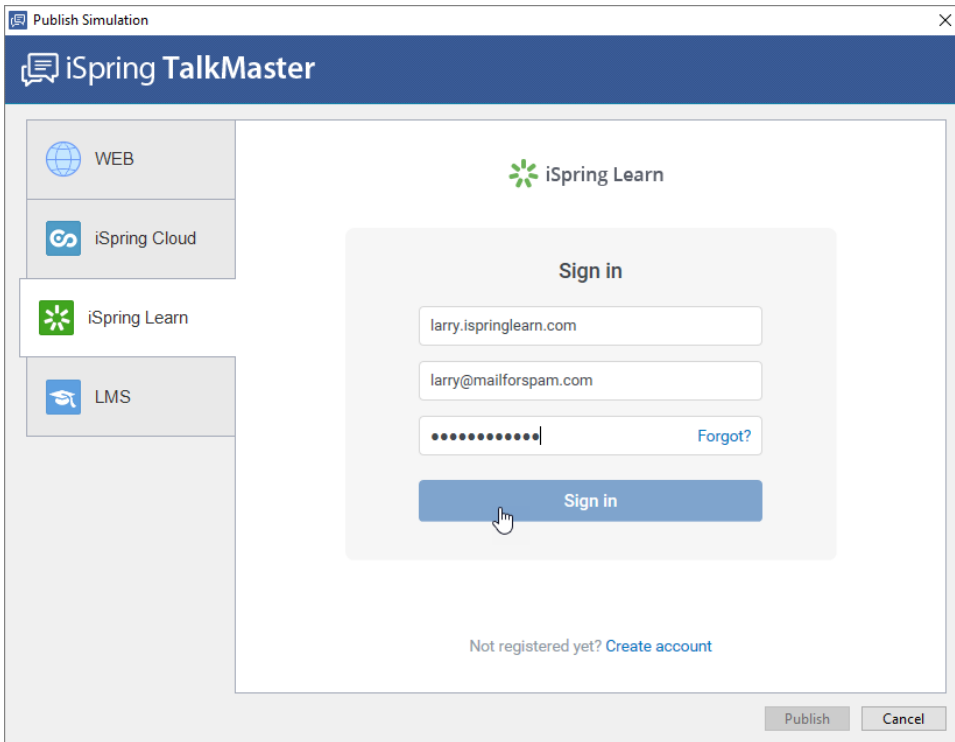 Publish Simulation
iSpring TalkMaster
WEB
iSpring Cloud
iSpring Learn
LMS
iSpring Learn
Sign in
larry.ispringlearn.com
larry@mailforspam.com
●●●●●●●●●●●● Forgot?
Sign in
Not registered yet? Create account
Publish Cancel